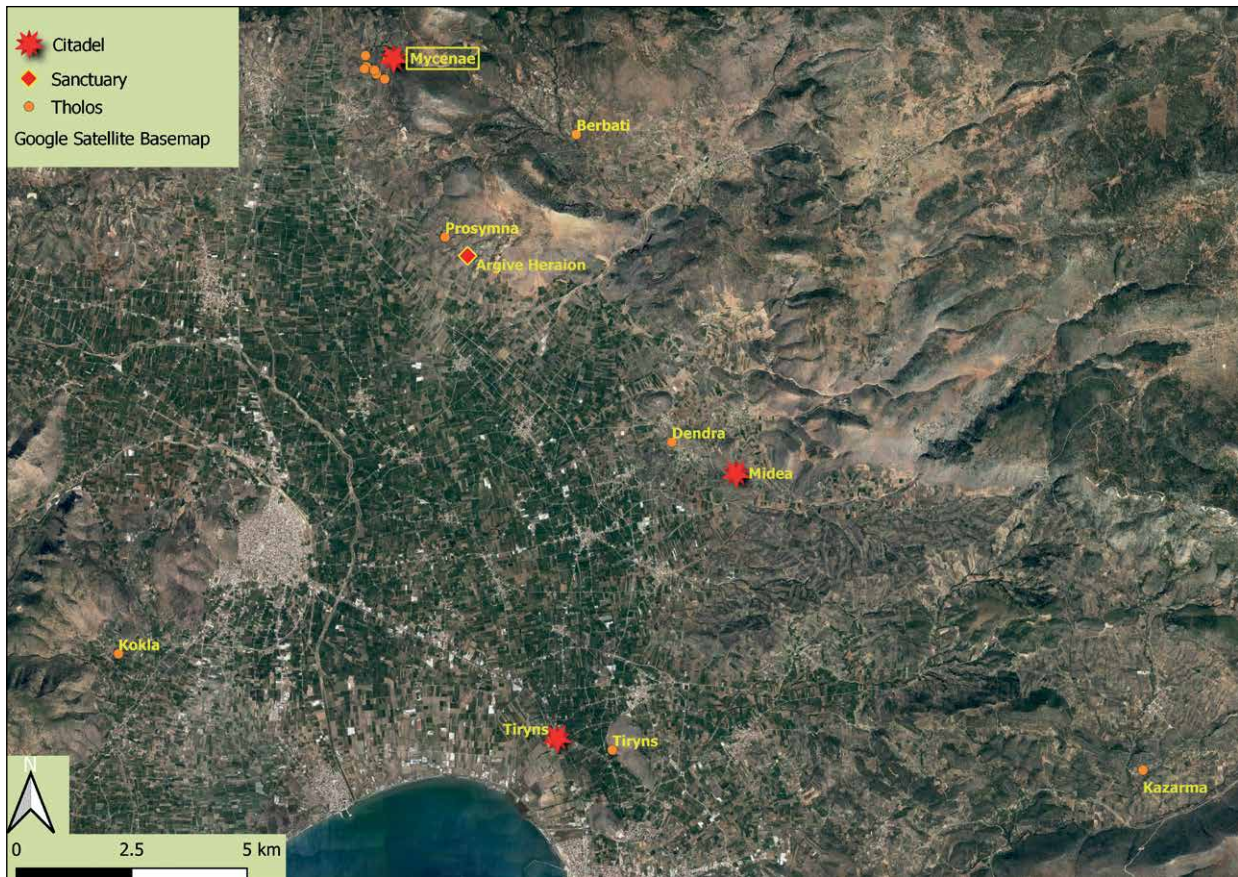 Citadel
Sanctuary
Tholos
Google Satellite Basemap
Mycenae
Berbati
Prosymna
Argive Heraion
Dendra
Midea
Kokla
Tiryns
Tiryns
Kazarma
N
0 2.5 5 km